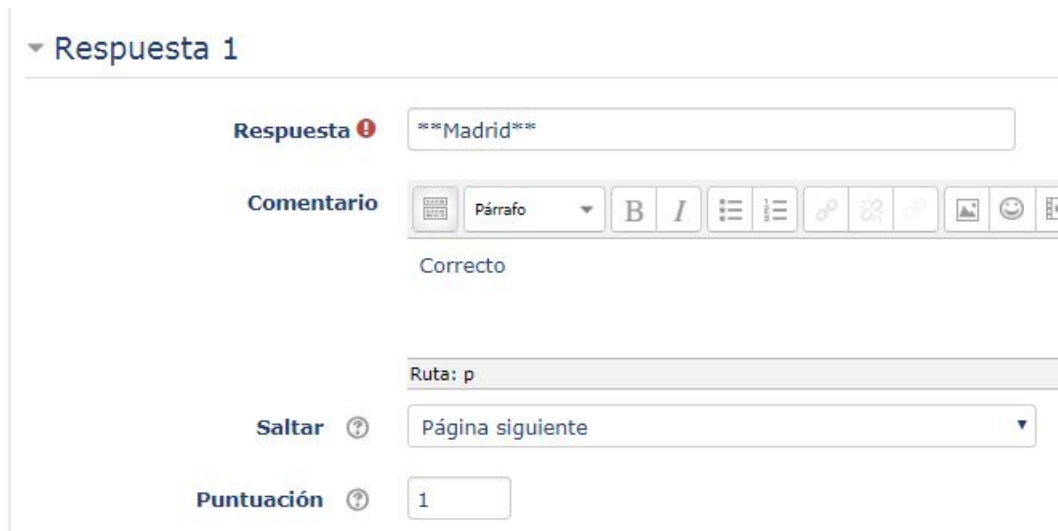 Respuesta 1
Respuesta **Madrid**
Comentario Párrafo B I
Correcto
Ruta: p
Saltar Página siguiente
Puntuación 1